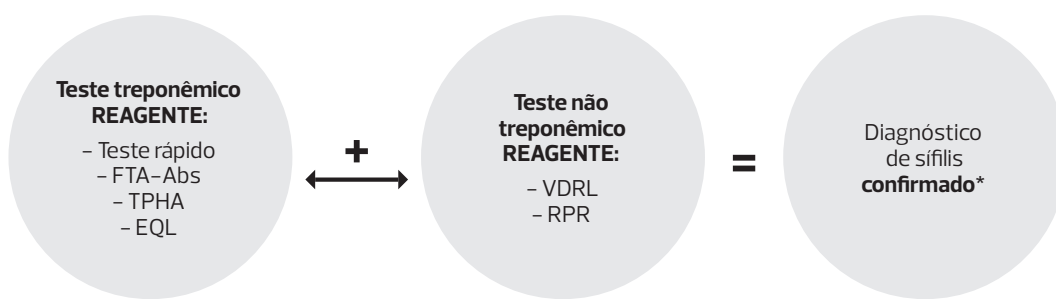 Teste treponêmico
REAGENTE:
– Teste rápido
– FTA-Abs
– TPHA
– EQL
+
Teste não
treponêmico
REAGENTE:
– VDRL
– RPR
=
Diagnóstico
de sífilis
confirmado*